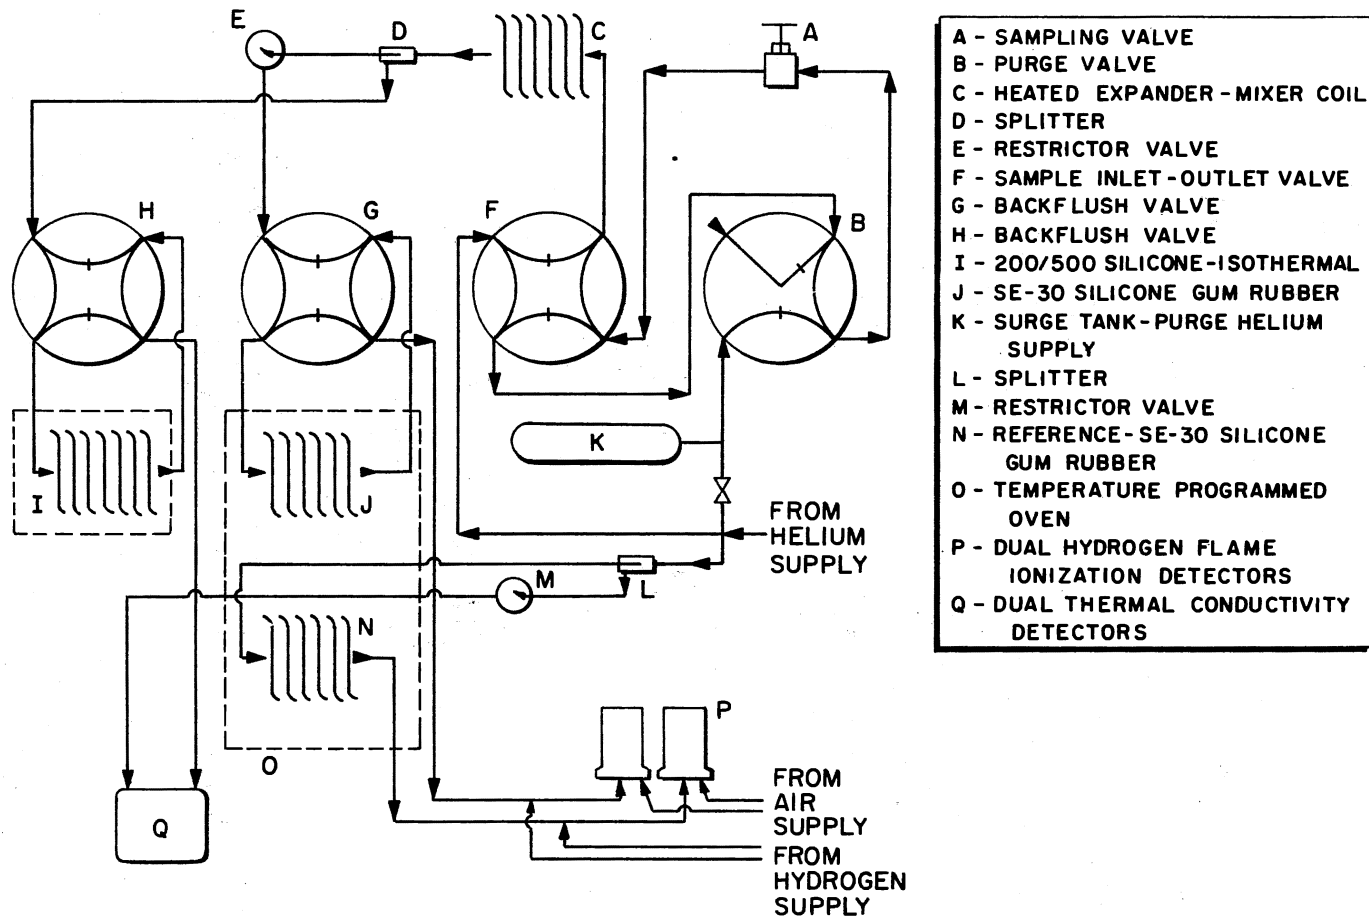 E
D
C
A
H
G
F
B
K
I
J
FROM
HELIUM
SUPPLY
M
L
N
P
O
FROM
AIR
SUPPLY
Q
FROM
HYDROGEN
SUPPLY
A - SAMPLING VALVE
B - PURGE VALVE
C - HEATED EXPANDER-MIXER COIL
D - SPLITTER
E - RESTRICTOR VALVE
F - SAMPLE INLET-OUTLET VALVE
G - BACKFLUSH VALVE
H - BACKFLUSH VALVE
I - 200/500 SILICONE-ISOTHERMAL
J - SE-30 SILICONE GUM RUBBER
K - SURGE TANK-PURGE HELIUM
SUPPLY
L - SPLITTER
M - RESTRICTOR VALVE
N - REFERENCE-SE-30 SILICONE
GUM RUBBER
O - TEMPERATURE PROGRAMMED
OVEN
P - DUAL HYDROGEN FLAME
IONIZATION DETECTORS
Q - DUAL THERMAL CONDUCTIVITY
DETECTORS